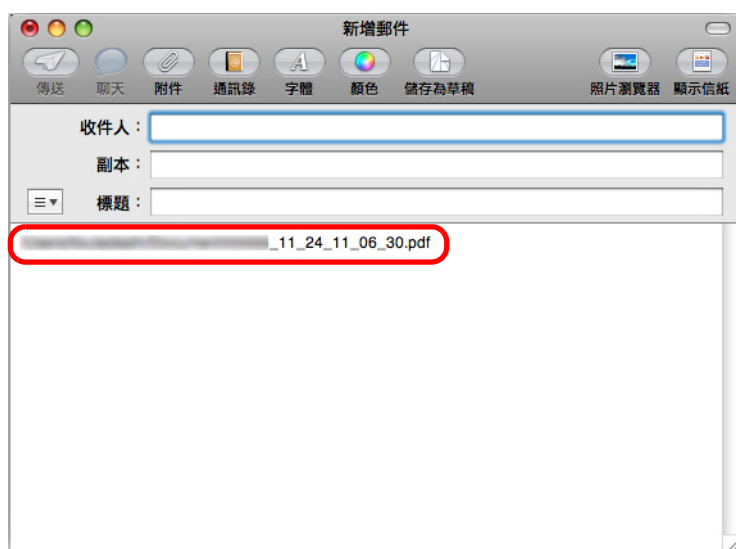 新增郵件
傳送 聊天 附件 通訊錄 字體 顏色 儲存為草稿 照片瀏覽器 顯示信紙
收件人：
副本：
標題：
_11_24_11_06_30.pdf